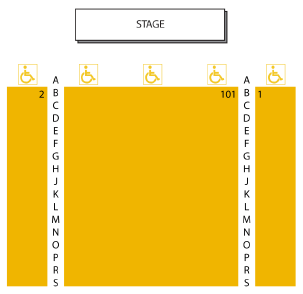 STAGE
A A
2 B 101 B 1
C C
D D
E E
F F
G G
H H
J J
K K
L L
M M
N N
O O
P P
R R
S S